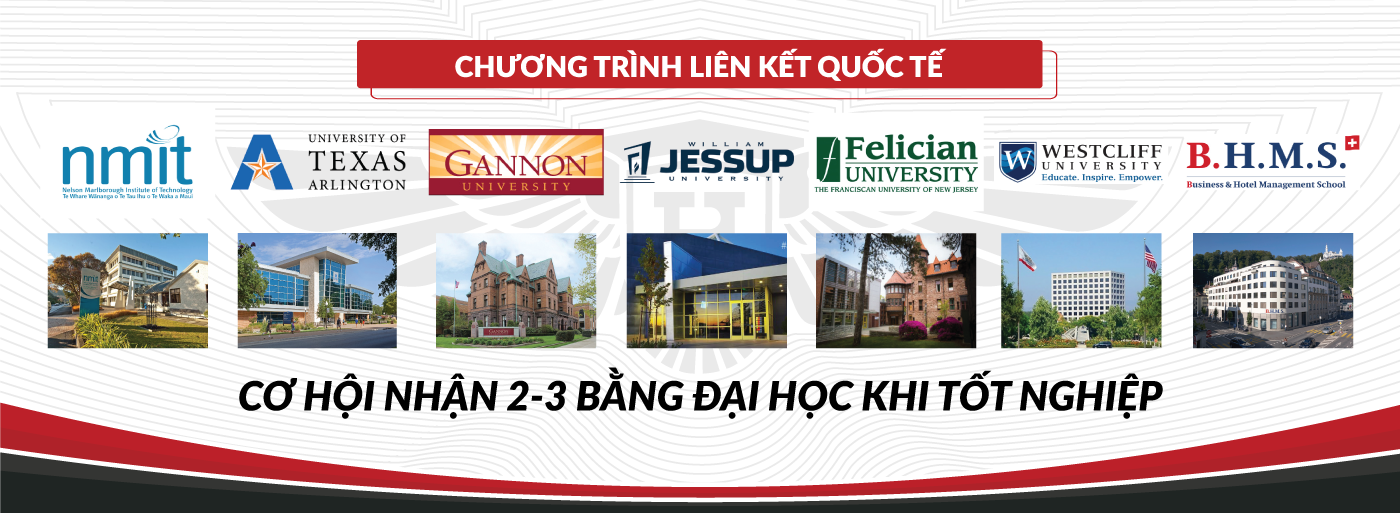 CHƯƠNG TRÌNH LIÊN KẾT QUỐC TẾ
nmit
Nelson Marlborough Institute of Technology
Te Whare Wānanga o Te Tau Ihu o Te Waka a Maui
UNIVERSITY OF
TEXAS
ARLINGTON
GANNON
UNIVERSITY
WILLIAM
JESSUP
UNIVERSITY
Felician
UNIVERSITY
THE FRANCISCAN UNIVERSITY OF NEW JERSEY
WESTCLIFF
UNIVERSITY
Educate. Inspire. Empower.
B.H.M.S.
Business & Hotel Management School
nmit
GANNON
B.H.M.S.
CƠ HỘI NHẬN 2-3 BẰNG ĐẠI HỌC KHI TỐT NGHIỆP